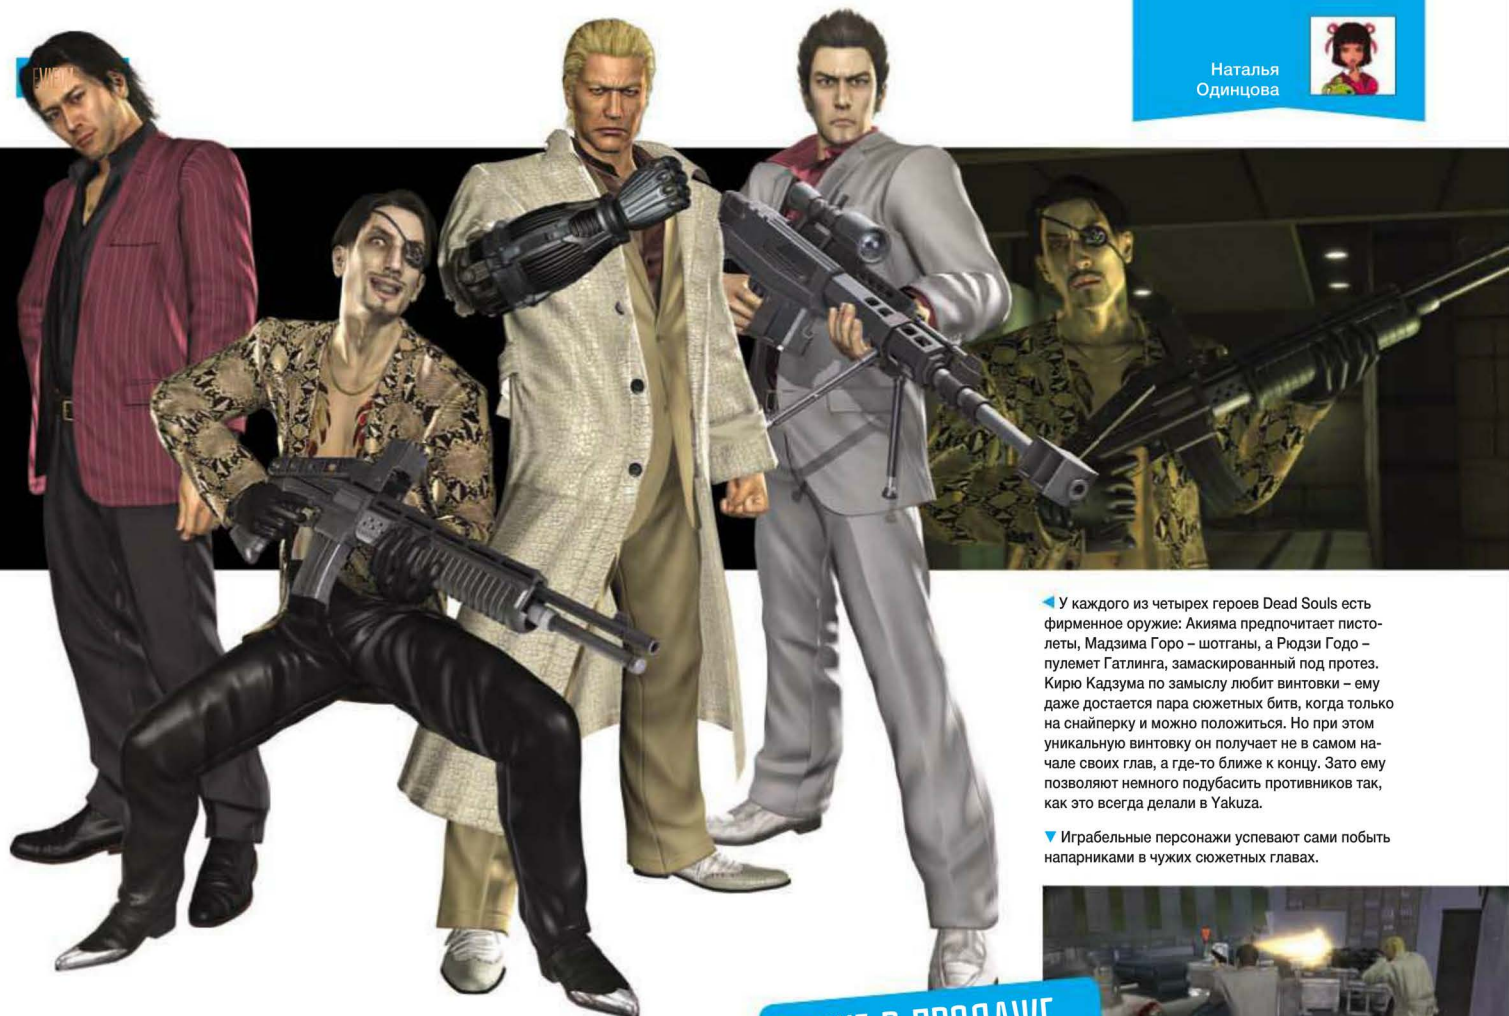 EVIEW
Наталья
Одинцова
◀ У каждого из четырех героев Dead Souls есть
фирменное оружие: Акияма предпочитает писто-
леты, Мадзима Горо – шотганы, а Рюдзи Годо –
пулемет Гатлинга, замаскированный под протез.
Кирю Кадзума по замыслу любит винтовки – ему
даже достается пара сюжетных битв, когда только
на снайперку и можно положиться. Но при этом
уникальную винтовку он получает не в самом на-
чале своих глав, а где-то ближе к концу. Зато ему
позволяют немного подубасить противников так,
как это всегда делали в Yakuza.
▼ Играбельные персонажи успевают сами побыть
напарниками в чужих сюжетных главах.
В ПРОДАЖЕ